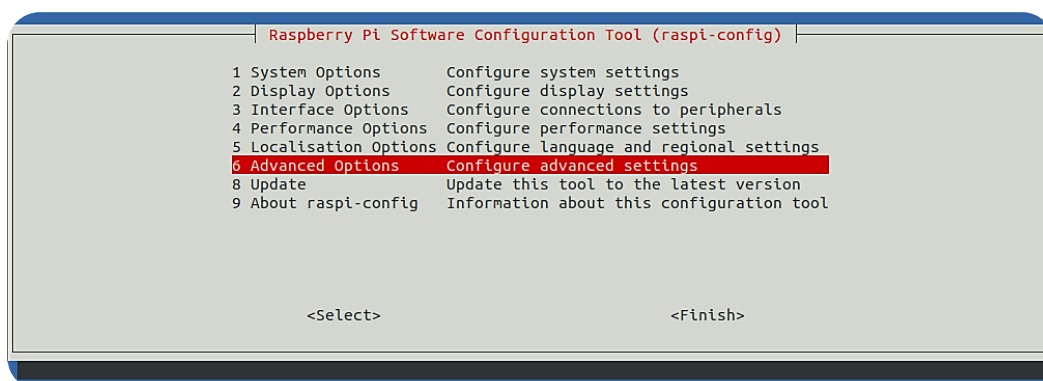 Raspberry Pi Software Configuration Tool (raspi-config)
1 System Options Configure system settings
2 Display Options Configure display settings
3 Interface Options Configure connections to peripherals
4 Performance Options Configure performance settings
5 Localisation Options Configure language and regional settings
6 Advanced Options Configure advanced settings
8 Update Update this tool to the latest version
9 About raspi-config Information about this configuration tool
<Select> <Finish>